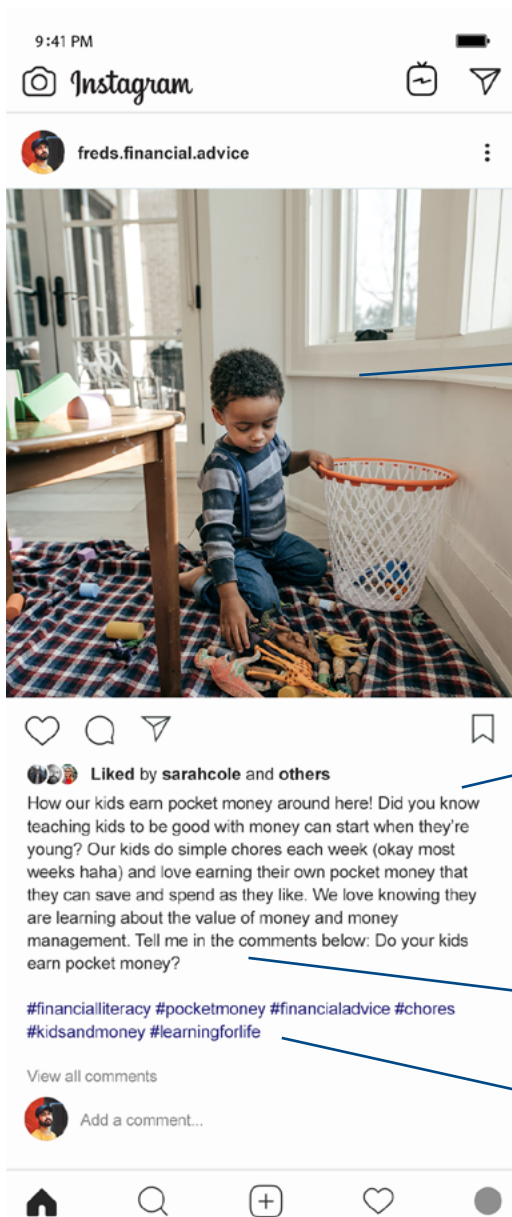 9:41 PM
Instagram
freds.financial.advice
Liked by sarahcole and others
How our kids earn pocket money around here! Did you know
teaching kids to be good with money can start when they're
young? Our kids do simple chores each week (okay most
weeks haha) and love earning their own pocket money that
they can save and spend as they like. We love knowing they
are learning about the value of money and money
management. Tell me in the comments below: Do your kids
earn pocket money?
#financialliteracy #pocketmoney #financialadvice #chores
#kidsandmoney #learningforlife
View all comments
Add a comment...